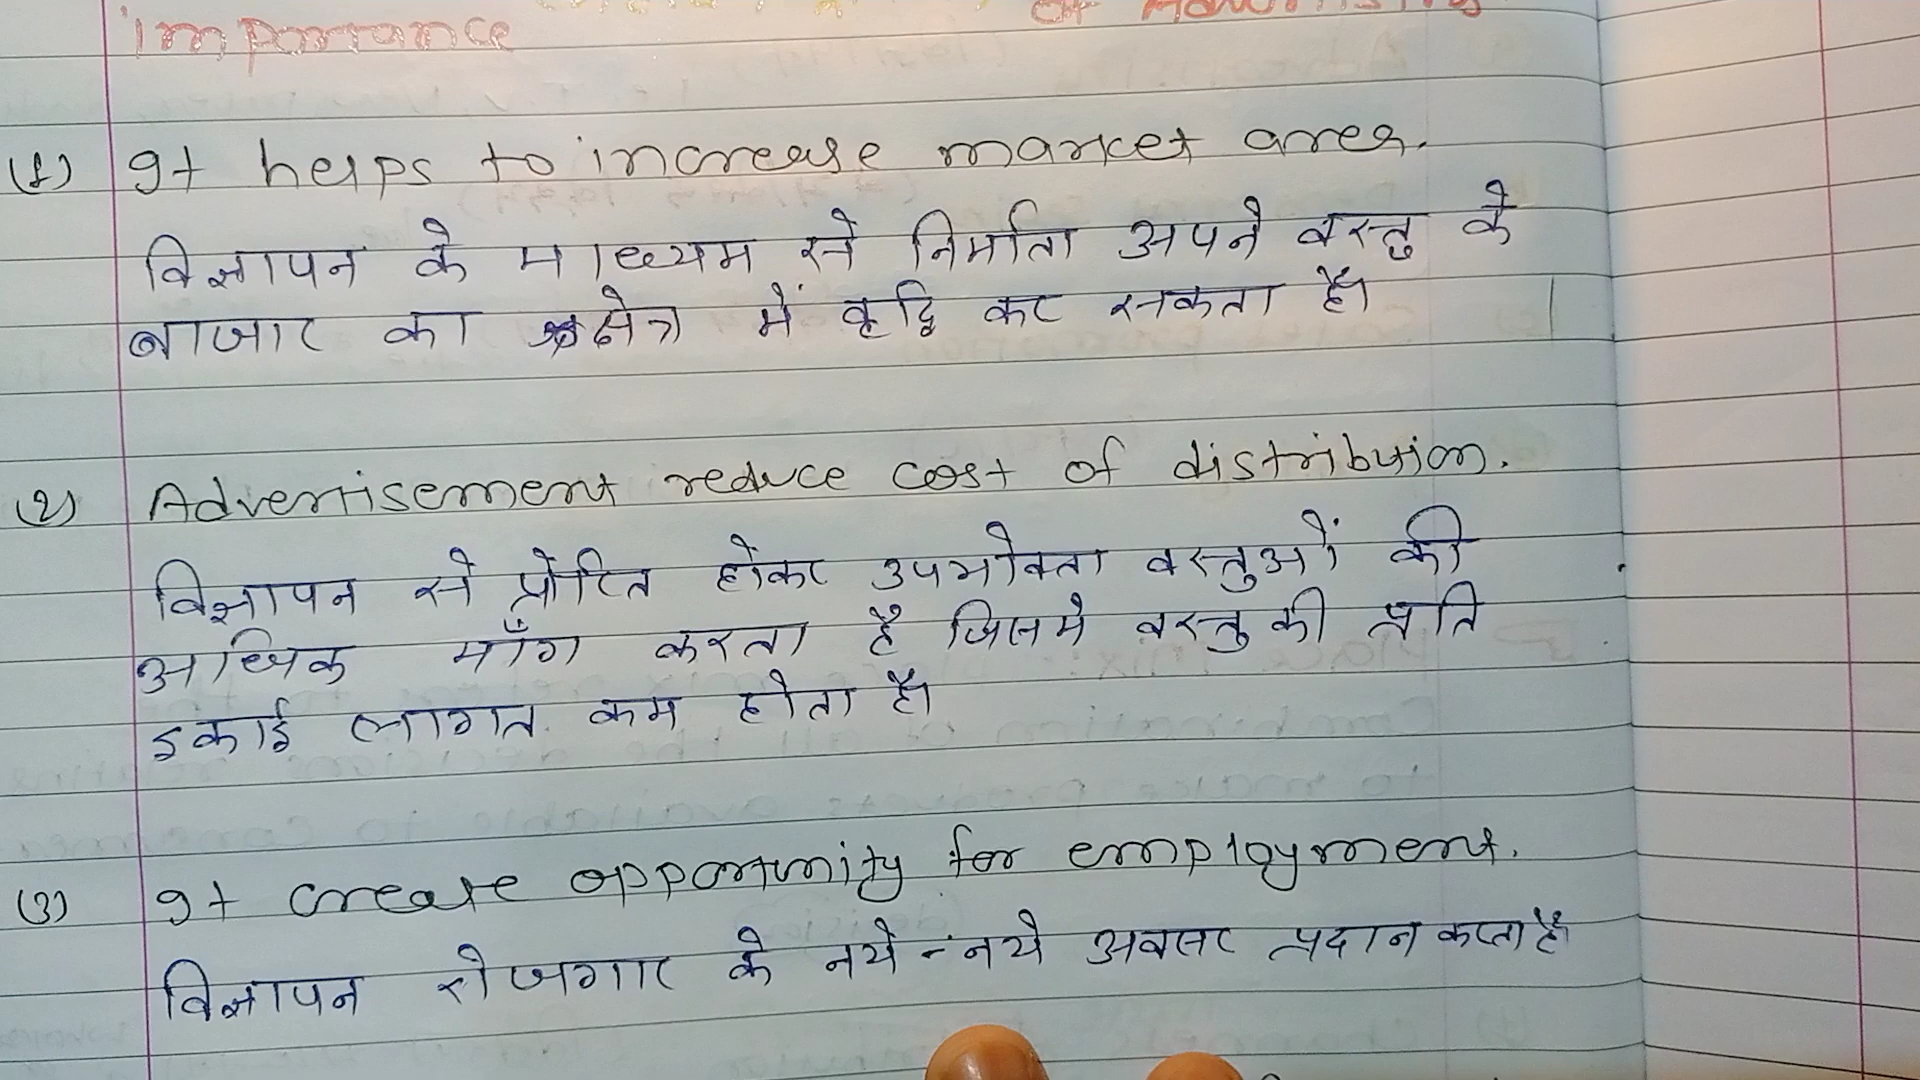 Importance of Advertising
(1) It helps to increase market area.
विज्ञापन के माध्यम से निर्माता अपने वस्तु के
बाजार का क्षेत्र में वृद्धि कर सकता है।
(2) Advertisement reduce cost of distribution.
विज्ञापन से प्रेरित होकर उपभोक्ता वस्तुओं की
अधिक माँग करता है जिसमे वस्तु की प्रति
इकाई लागत कम होता है।
(3) It create opportunity for employment.
विज्ञापन रोजगार के नये-नये अवसर प्रदान करता है